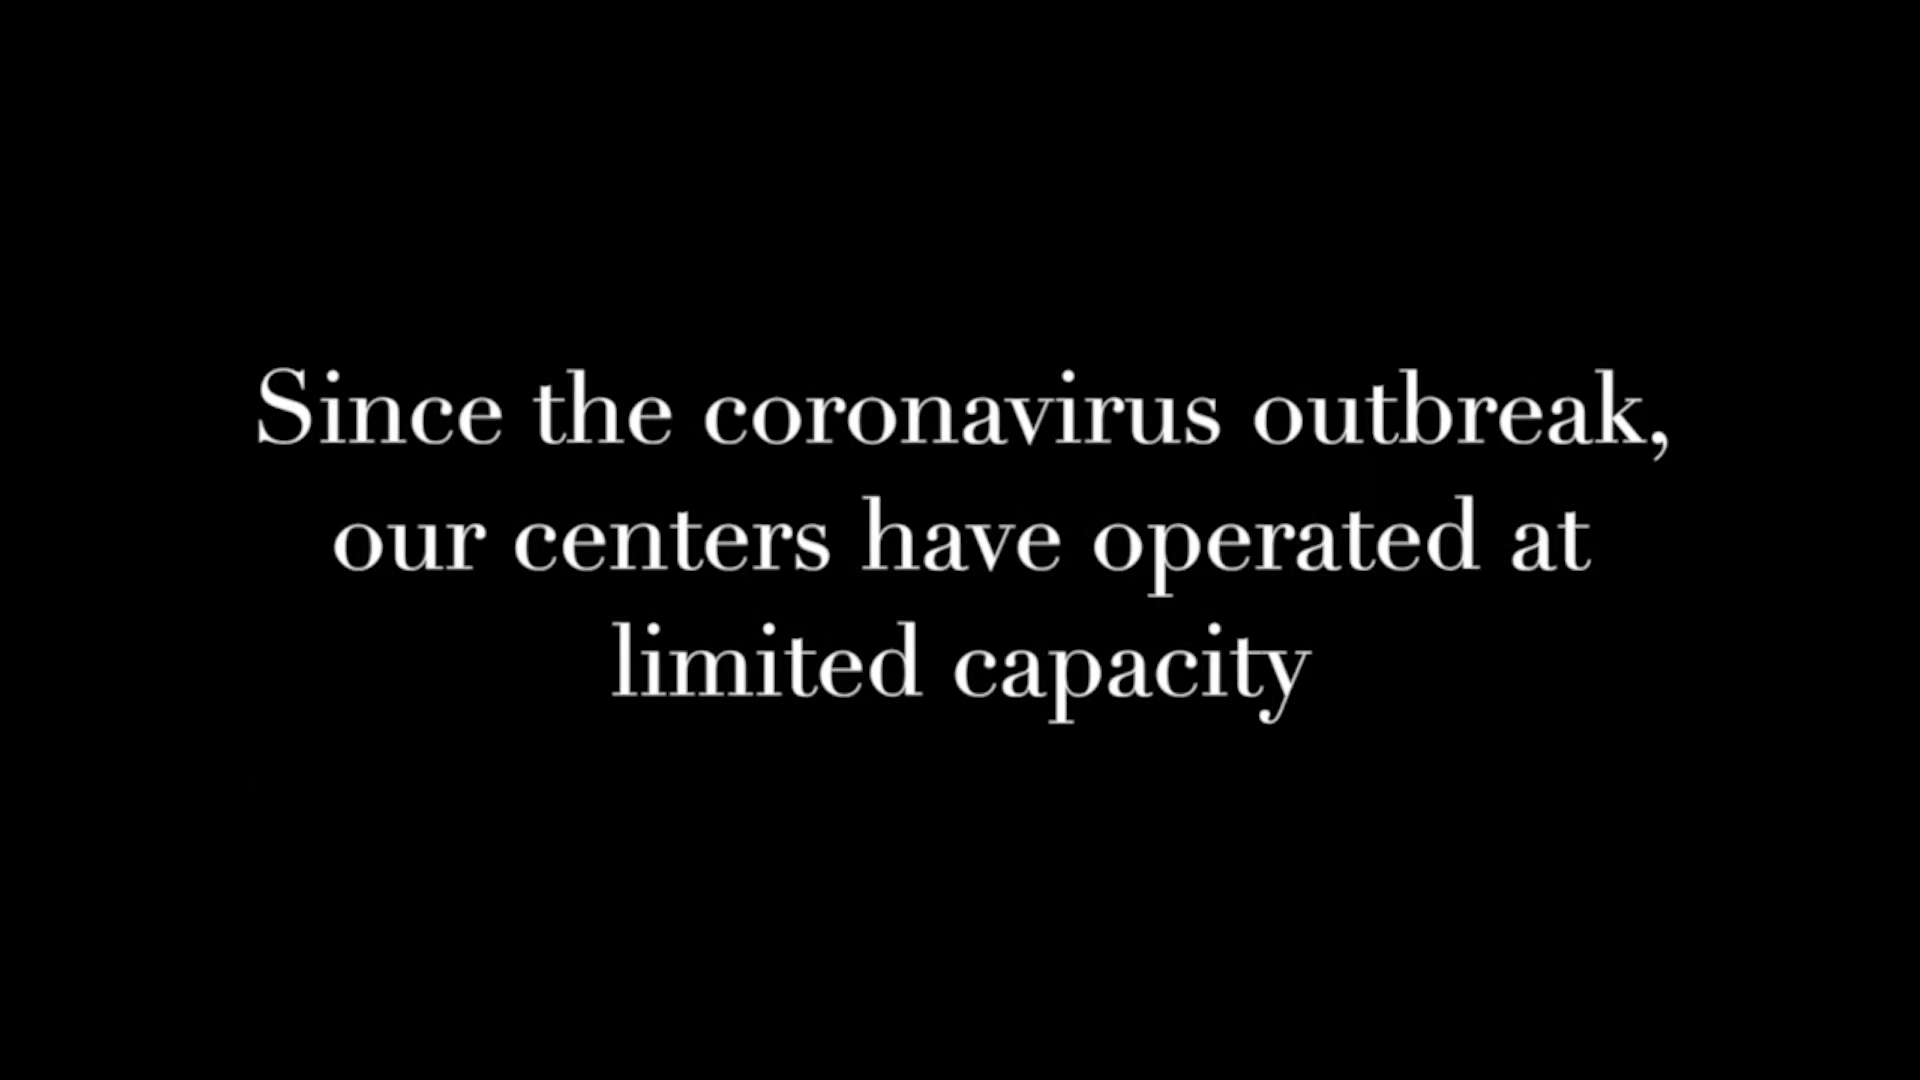 Since the coronavirus outbreak,
our centers have operated at
limited capacity